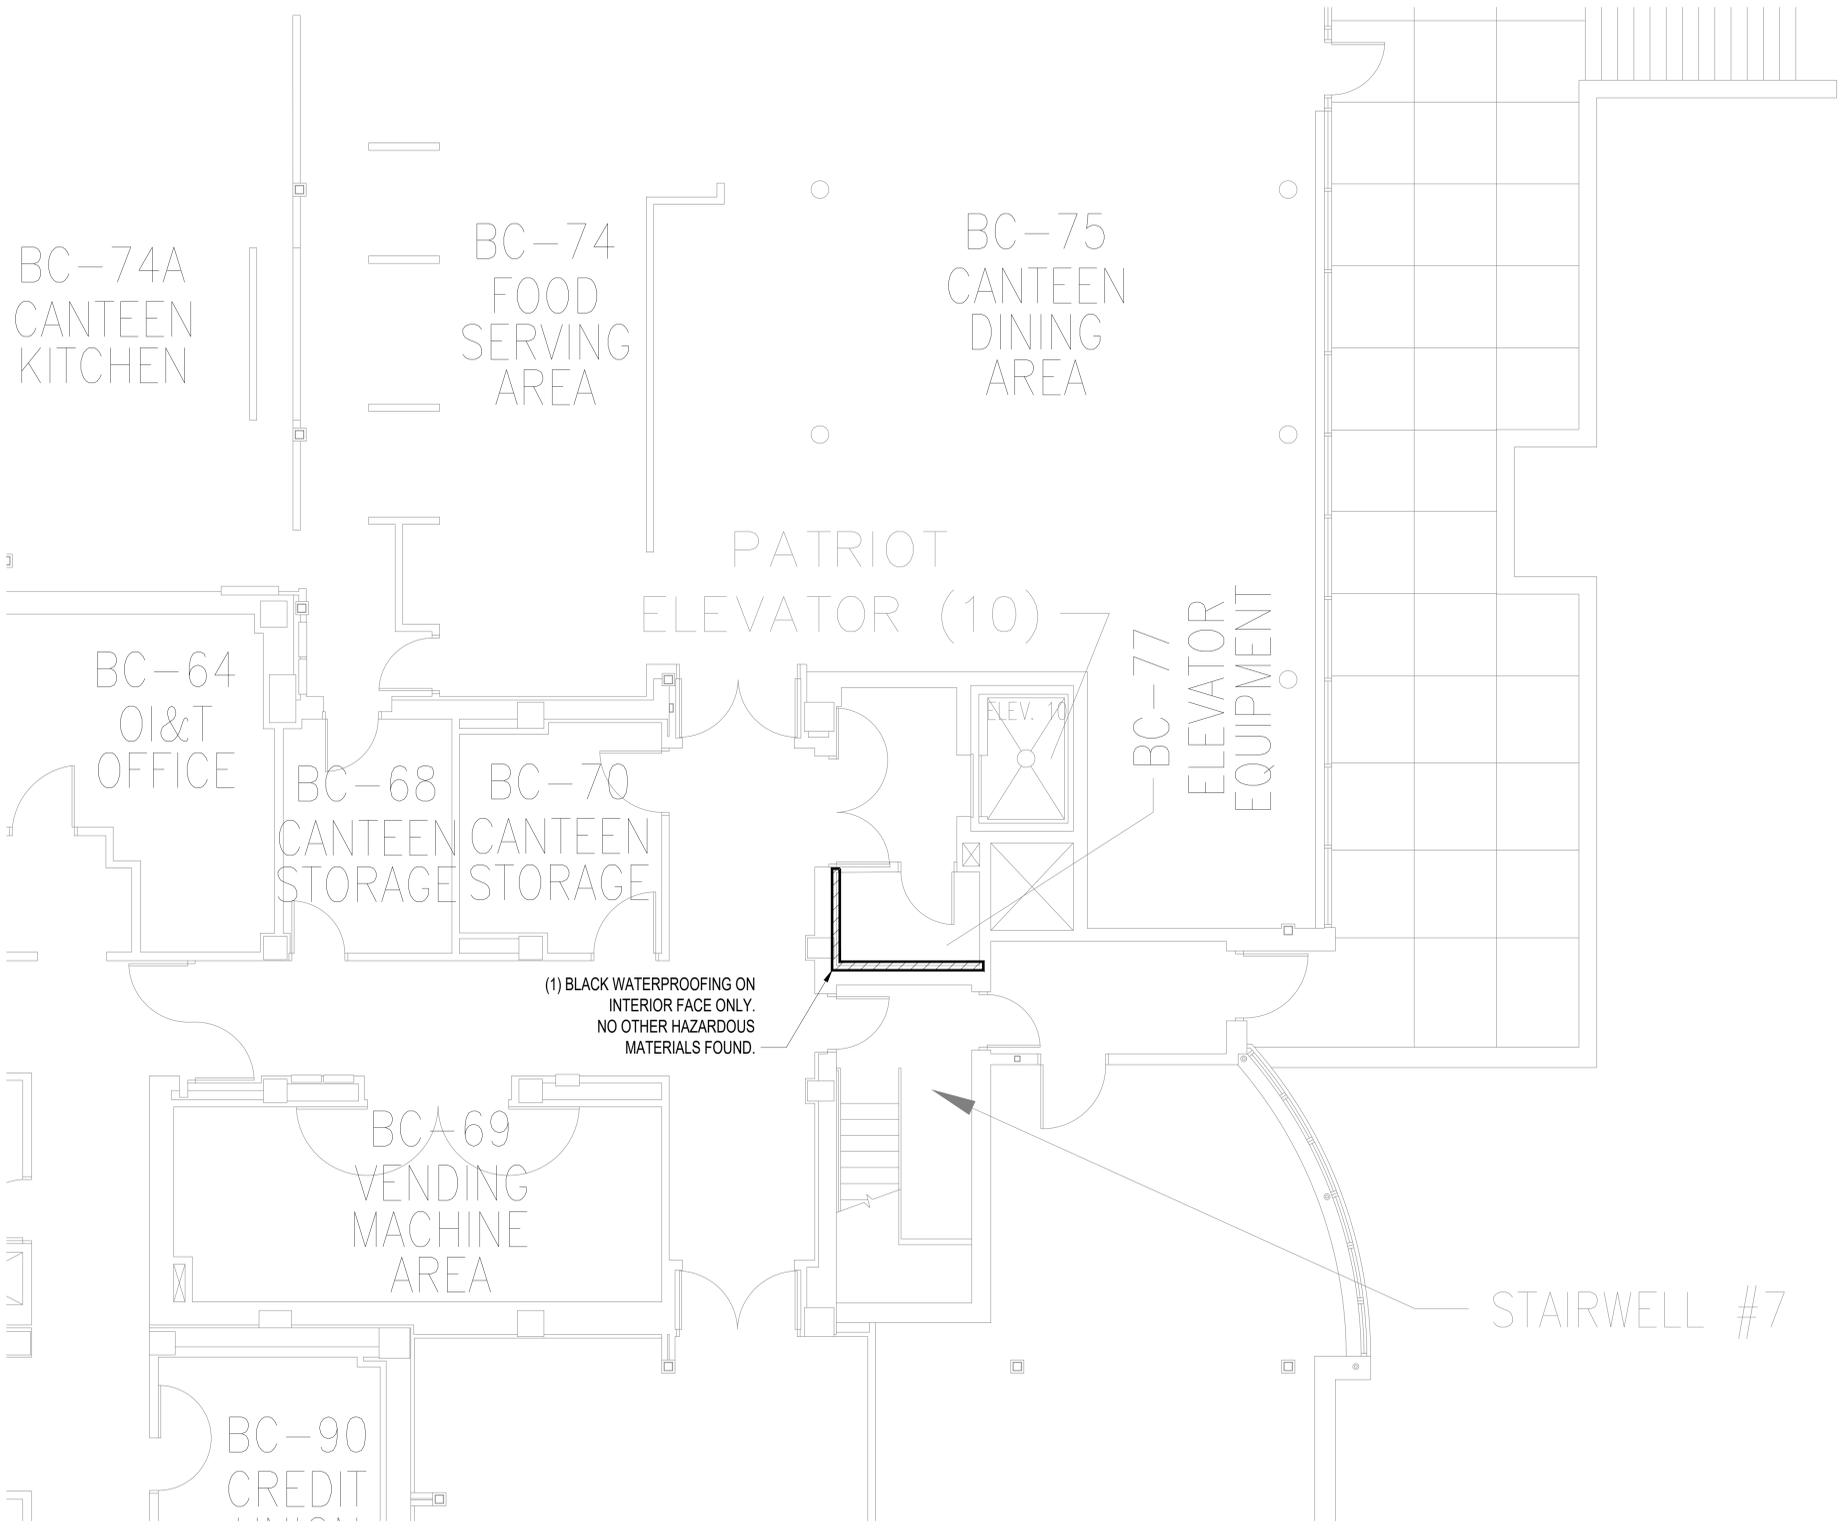 BC-74A
CANTEEN
KITCHEN
BC-74
FOOD
SERVING
AREA
BC-75
CANTEEN
DINING
AREA
PATRIOT
ELEVATOR (10)
BC-77
ELEVATOR
EQUIPMENT
ELEV. 10
BC-64
OI&T
OFFICE
BC-68
CANTEEN
STORAGE
BC-70
CANTEEN
STORAGE
(1) BLACK WATERPROOFING ON
INTERIOR FACE ONLY.
NO OTHER HAZARDOUS
MATERIALS FOUND.
BC-69
VENDING
MACHINE
AREA
STAIRWELL #7
BC-90
CREDIT